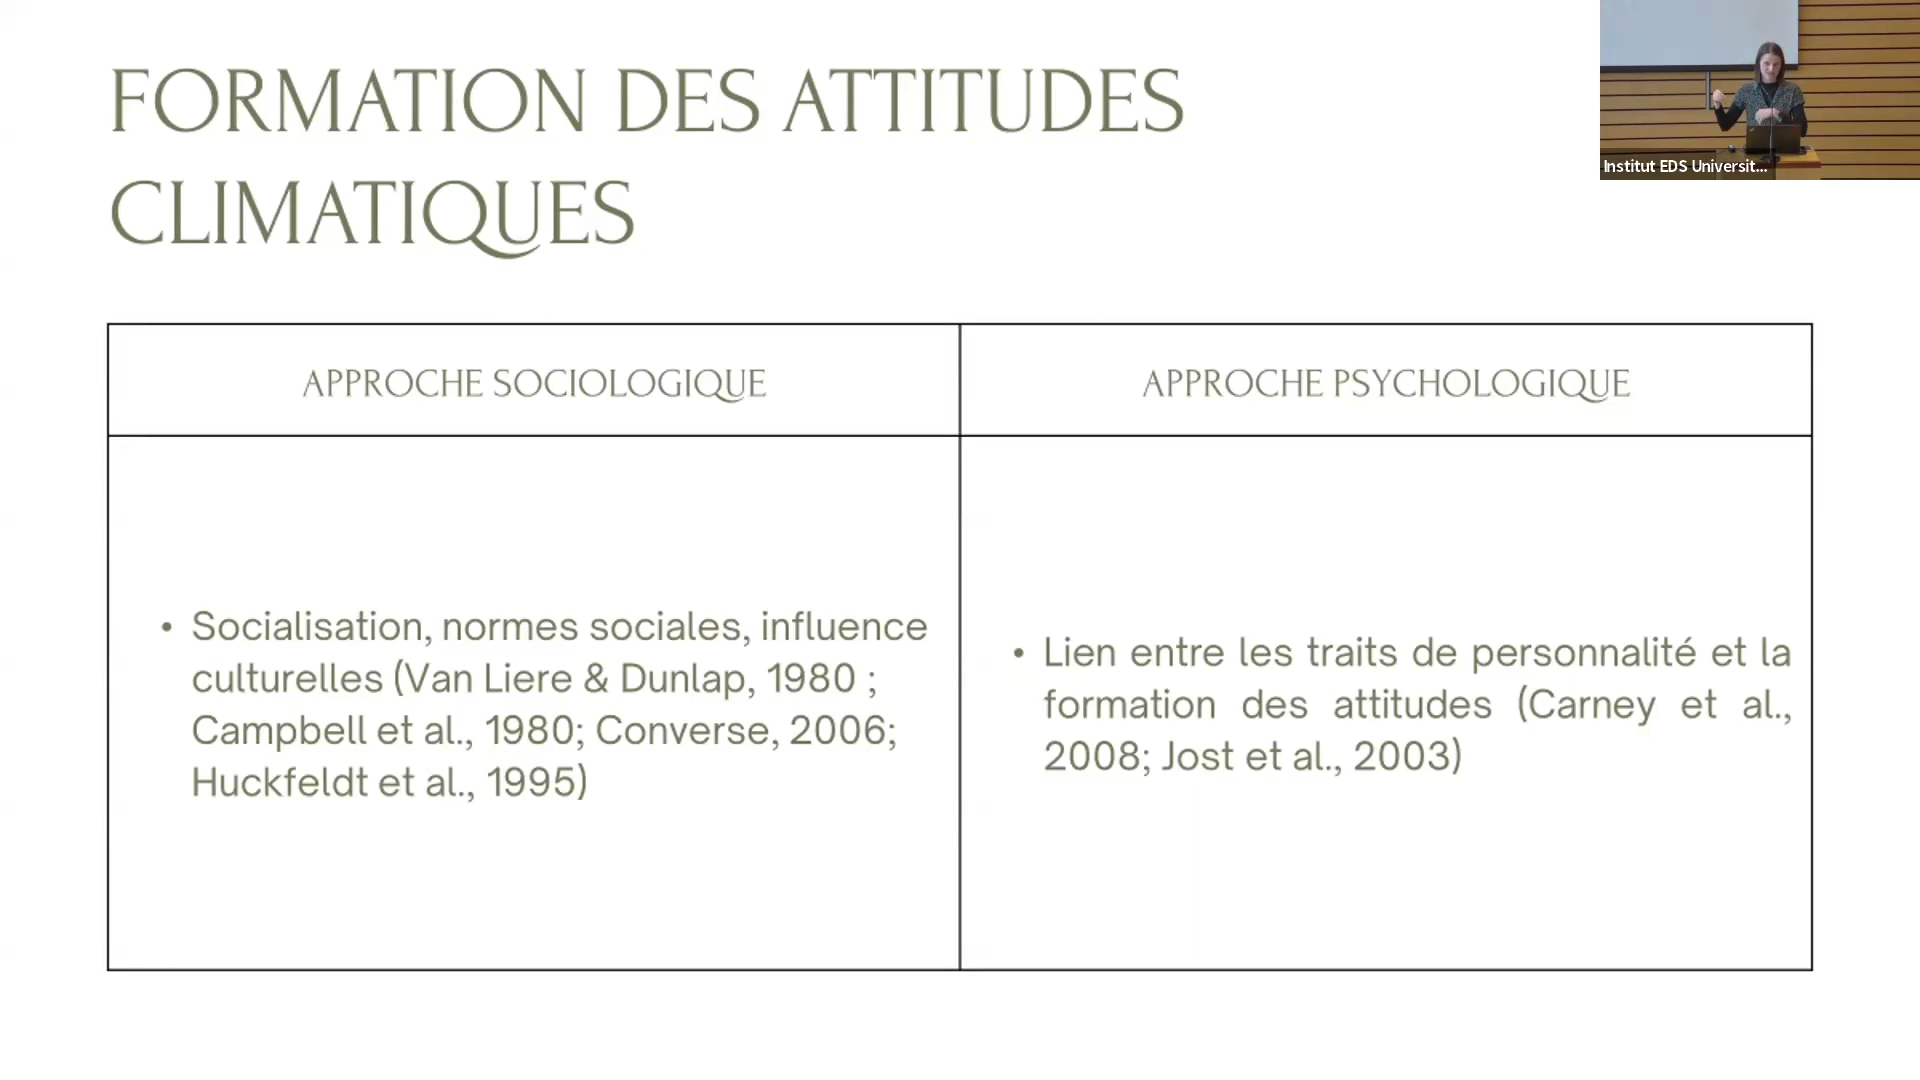 FORMATION DES ATTITUDES
CLIMATIQUES
Institut EDS Universit...
APPROCHE SOCIOLOGIQUE
APPROCHE PSYCHOLOGIQUE
• Socialisation, normes sociales, influence
culturelles (Van Liere & Dunlap, 1980 ;
Campbell et al., 1980; Converse, 2006;
Huckfeldt et al., 1995)
• Lien entre les traits de personnalité et la
formation des attitudes (Carney et al.,
2008; Jost et al., 2003)